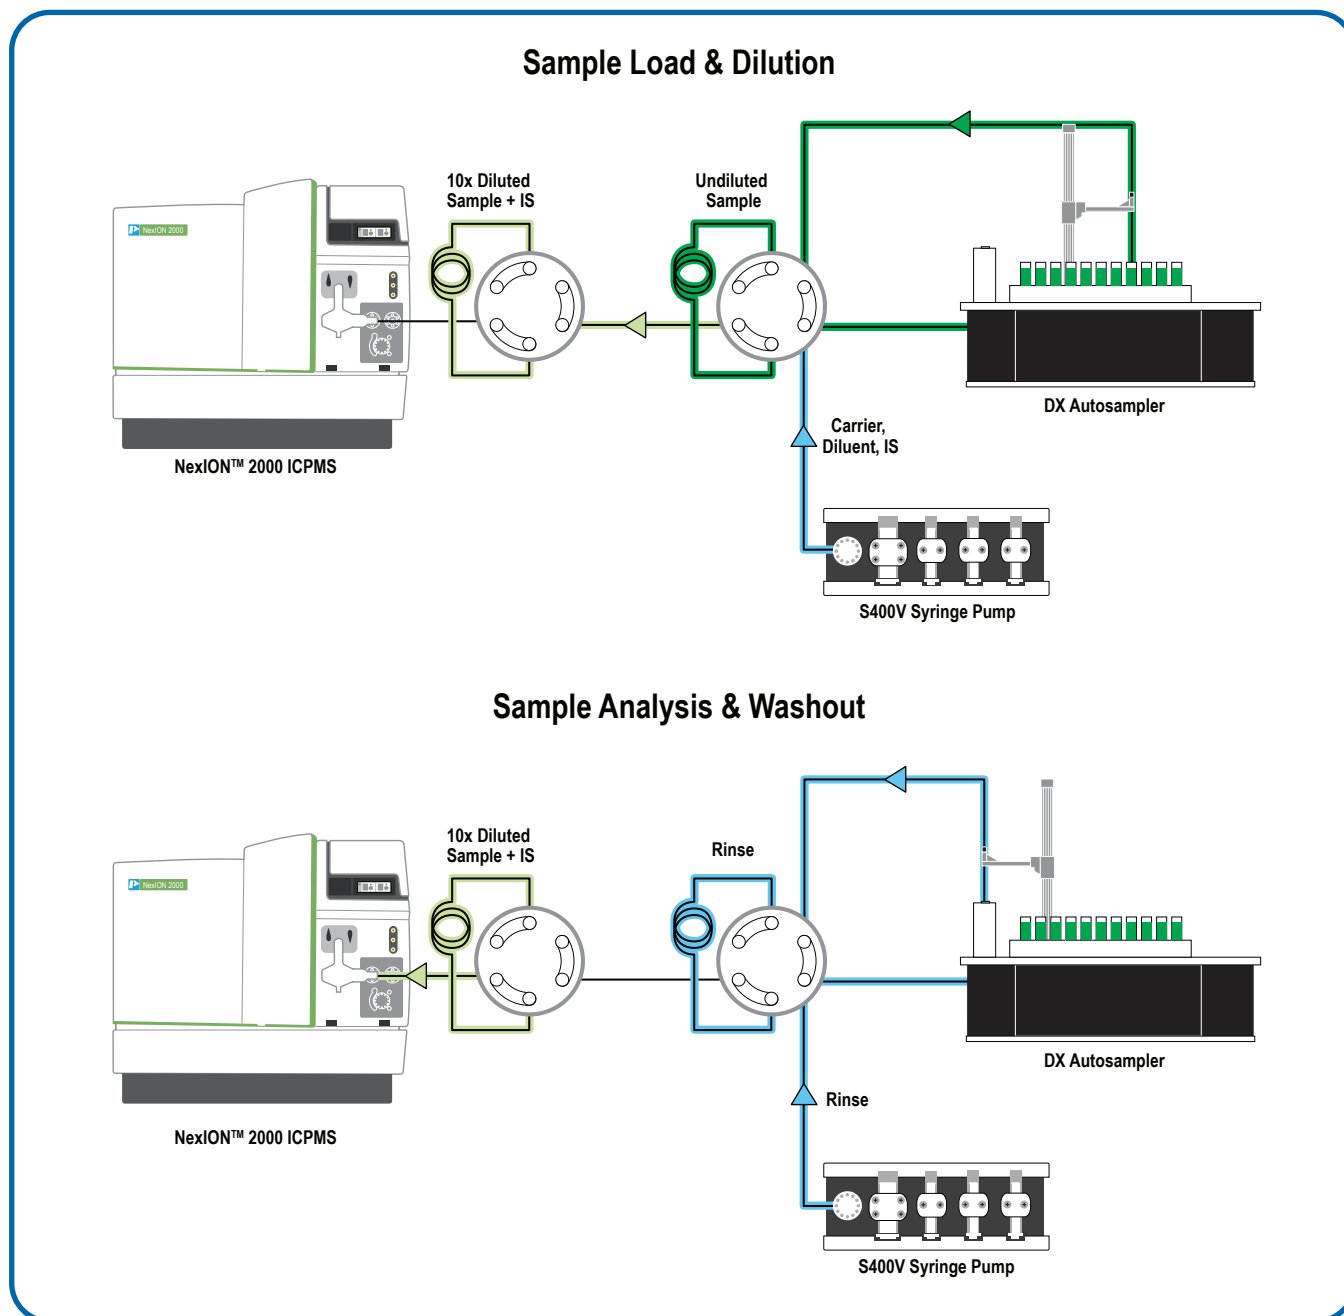 Sample Load & Dilution
10x Diluted
Sample + IS
Undiluted
Sample
NexION 2000
DX Autosampler
Carrier,
Diluent, IS
NexION™ 2000 ICPMS
S400V Syringe Pump
Sample Analysis & Washout
10x Diluted
Sample + IS
Rinse
NexION 2000
DX Autosampler
Rinse
NexION™ 2000 ICPMS
S400V Syringe Pump